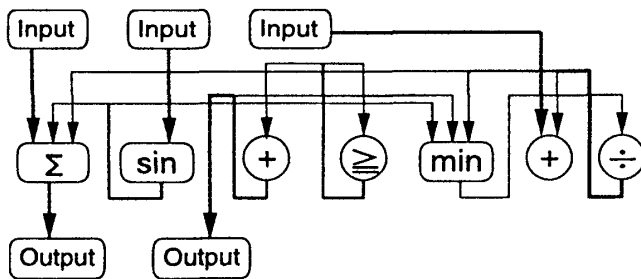 Input Input Input
Σ sin + ≧ min + ÷
Output Output